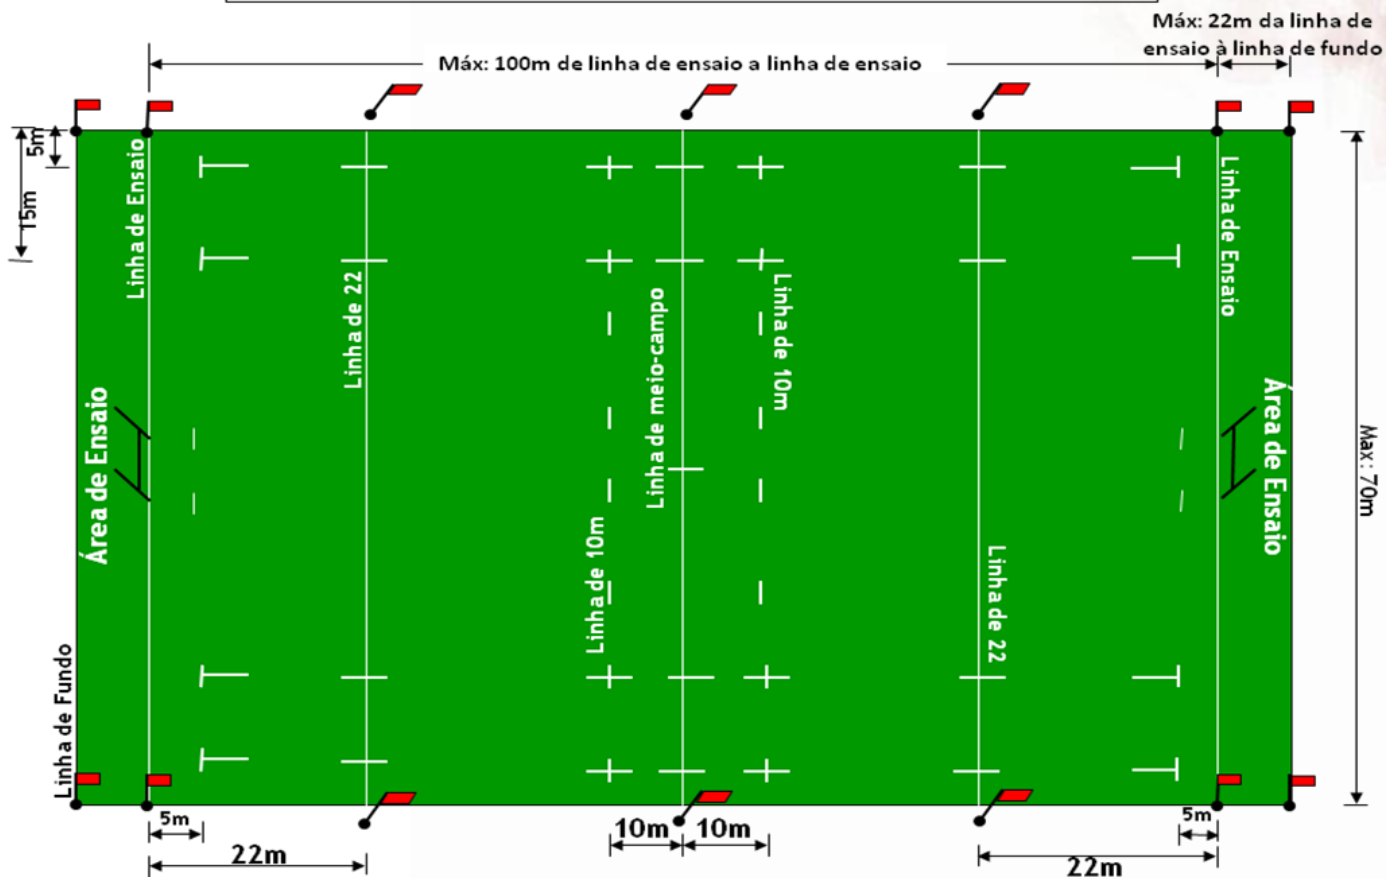 Máx: 22m da linha de
ensaio à linha de fundo
Máx: 100m de linha de ensaio a linha de ensaio
5m
15m
Linha de Ensaio
Linha de 22
Linha de meio-campo
Linha de 10m
Linha de Ensaio
Área de Ensaio
Área de Ensaio
Max: 70m
Linha de 10m
Linha de 22
Linha de Fundo
5m
22m
10m
10m
5m
22m